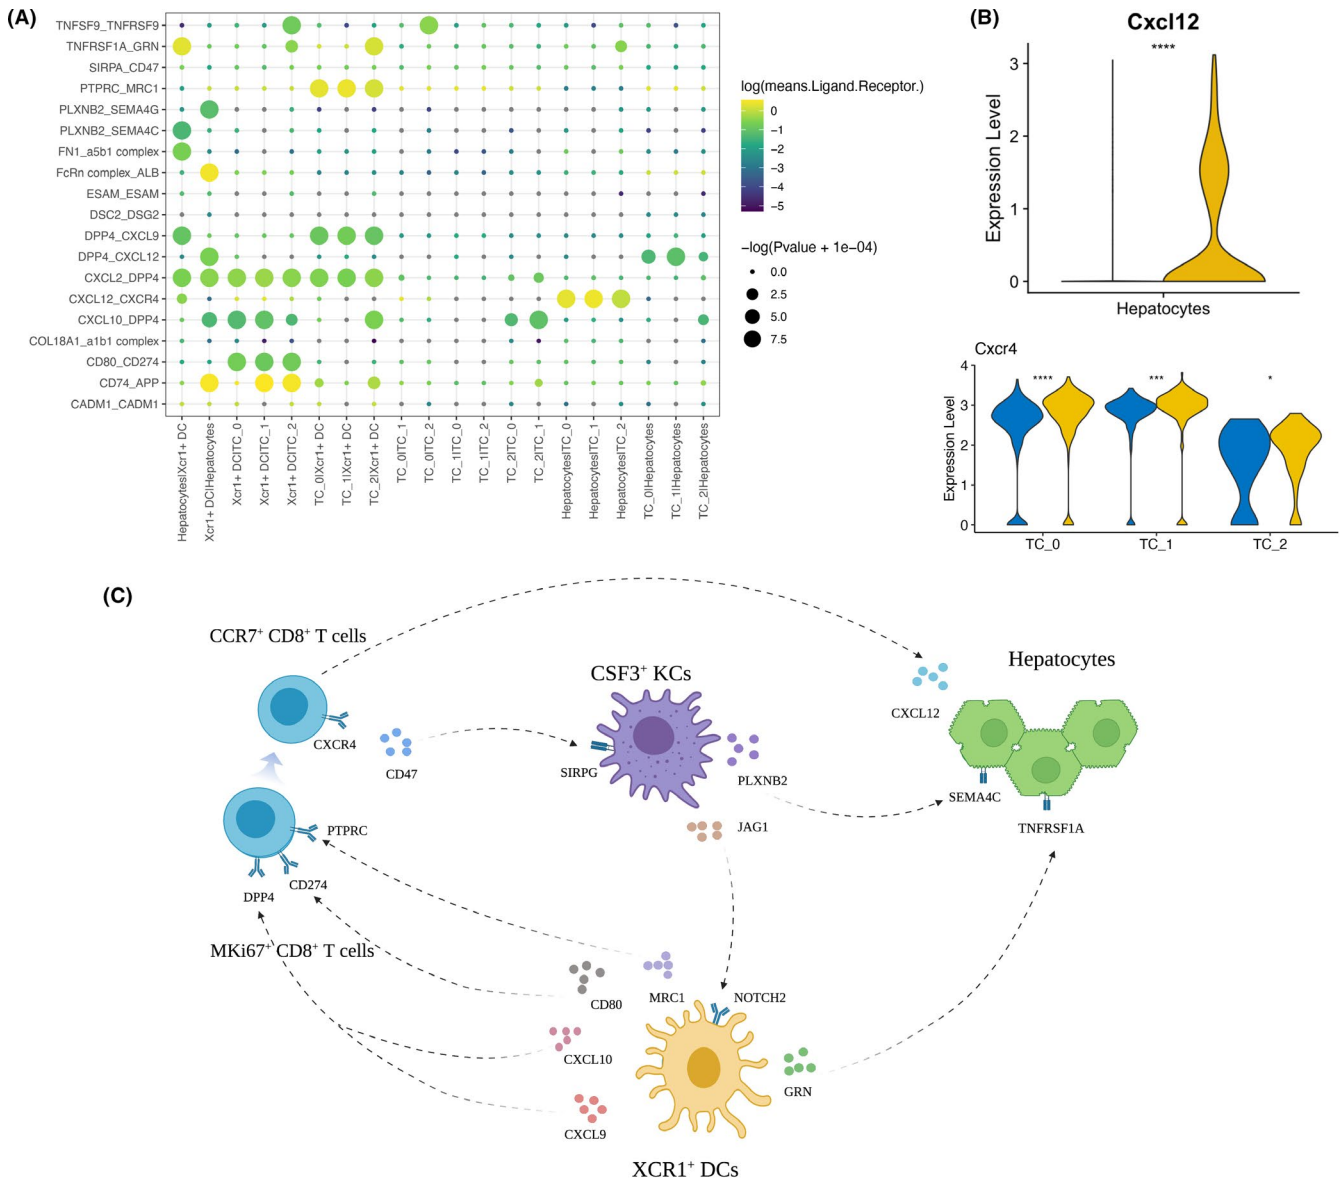 (A)
TNFSF9_TNFRSF9
TNFRSF1A_GRN
SIRPA_CD47
PTPRC_MRC1
PLXNB2_SEMA4G
PLXNB2_SEMA4C
FN1_a5b1 complex
FcRn complex_ALB
ESAM_ESAM
DSC2_DSG2
DPP4_CXCL9
DPP4_CXCL12
CXCL2_DPP4
CXCL12_CXCR4
CXCL10_DPP4
COL18A1_a1b1 complex
CD80_CD274
CD74_APP
CADM1_CADM1
Hepatocytes|Xcr1+ DC
Xcr1+ DC|Hepatocytes
Xcr1+ DC|TC_0
Xcr1+ DC|TC_1
Xcr1+ DC|TC_2
TC_0|Xcr1+ DC
TC_1|Xcr1+ DC
TC_2|Xcr1+ DC
TC_0|TC_1
TC_0|TC_2
TC_1|TC_0
TC_1|TC_2
TC_2|TC_0
TC_2|TC_1
Hepatocytes|TC_0
Hepatocytes|TC_1
Hepatocytes|TC_2
TC_0|Hepatocytes
TC_1|Hepatocytes
TC_2|Hepatocytes
log(means.Ligand.Receptor.)
0
−1
−2
−3
−4
−5
−log(Pvalue + 1e−04)
0.0
2.5
5.0
7.5
(B)
Cxcl12
****
Expression Level
3
2
1
0
Hepatocytes
Cxcr4
Expression Level
4
3
2
1
0
****
***
*
TC_0
TC_1
TC_2
(C)
CCR7+ CD8+ T cells
CXCR4
CD47
CSF3+ KCs
SIRPG
PLXNB2
JAG1
Hepatocytes
CXCL12
SEMA4C
TNFRSF1A
PTPRC
CD274
DPP4
MKi67+ CD8+ T cells
CD80
MRC1
NOTCH2
CXCL10
GRN
CXCL9
XCR1+ DCs